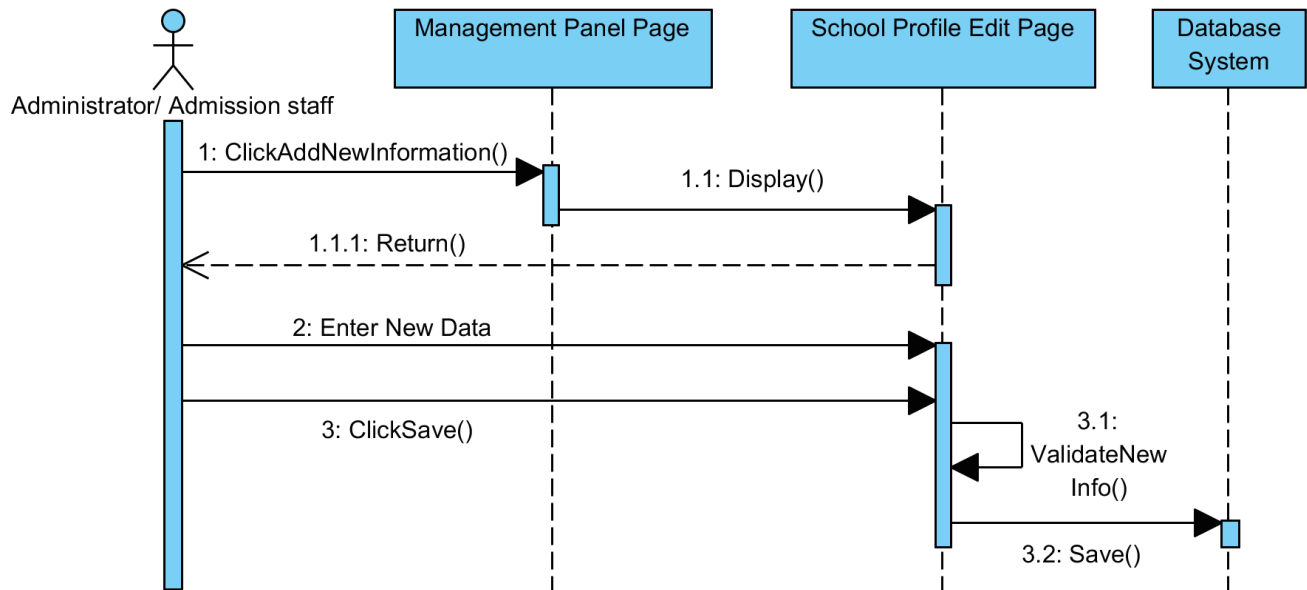 Management Panel Page
School Profile Edit Page
Database
System
Administrator/ Admission staff
1: ClickAddNewInformation()
1.1: Display()
1.1.1: Return()
2: Enter New Data
3: ClickSave()
3.1:
ValidateNew
Info()
3.2: Save()